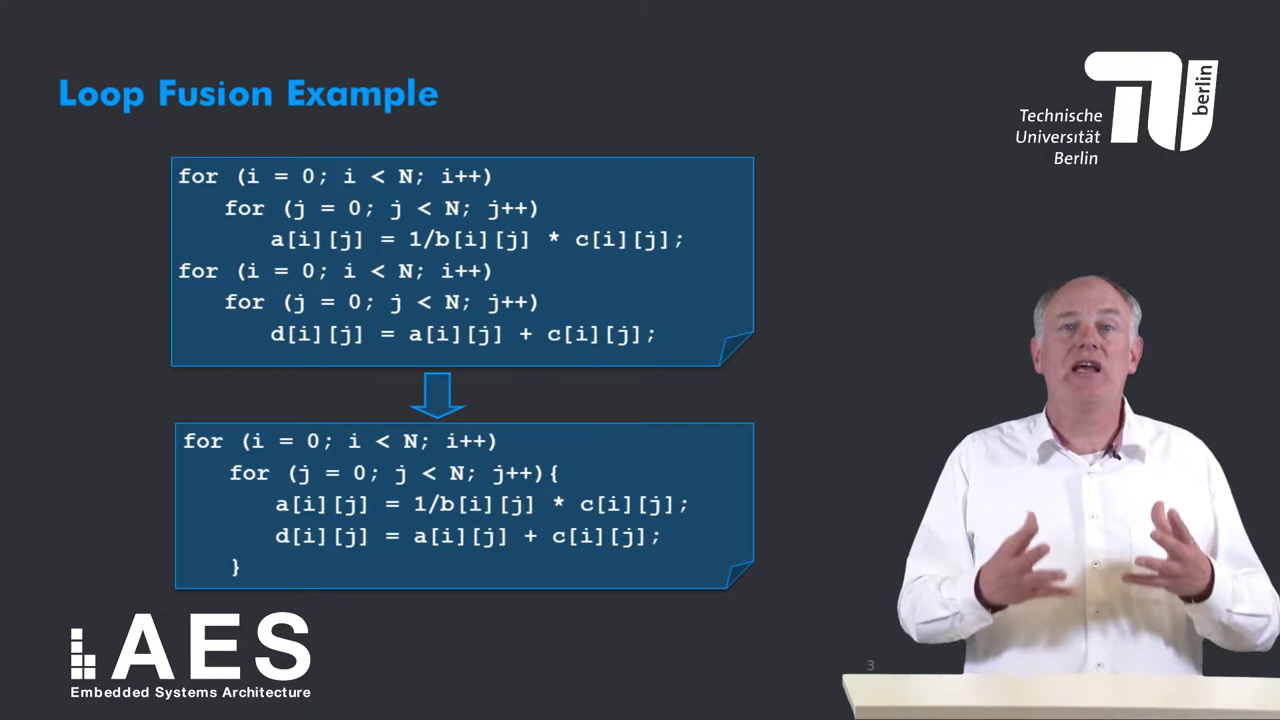 Loop Fusion Example
Technische
Universität
Berlin
berlin
for (i = 0; i < N; i++)
for (j = 0; j < N; j++)
a[i][j] = 1/b[i][j] * c[i][j];
for (i = 0; i < N; i++)
for (j = 0; j < N; j++)
d[i][j] = a[i][j] + c[i][j];
for (i = 0; i < N; i++)
for (j = 0; j < N; j++){
a[i][j] = 1/b[i][j] * c[i][j];
d[i][j] = a[i][j] + c[i][j];
}
AES
Embedded Systems Architecture
3